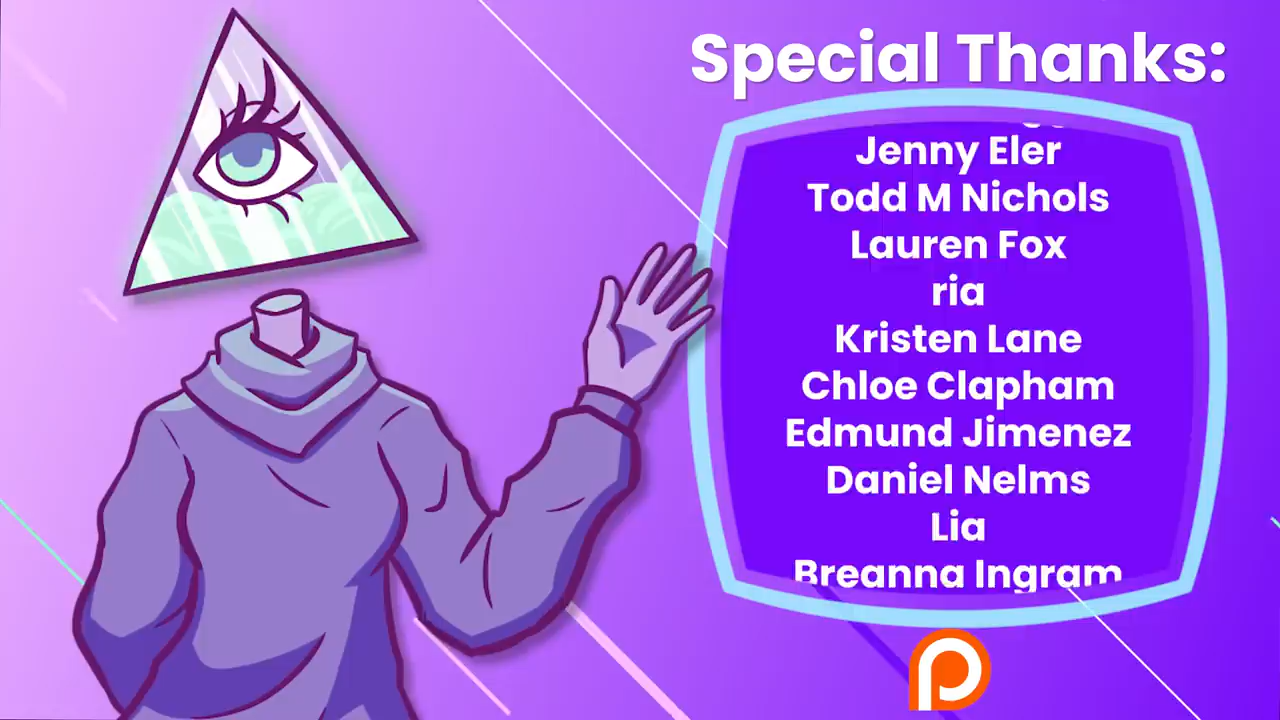 Special Thanks:
Jenny Eler
Todd M Nichols
Lauren Fox
ria
Kristen Lane
Chloe Clapham
Edmund Jimenez
Daniel Nelms
Lia
Breanna Ingram